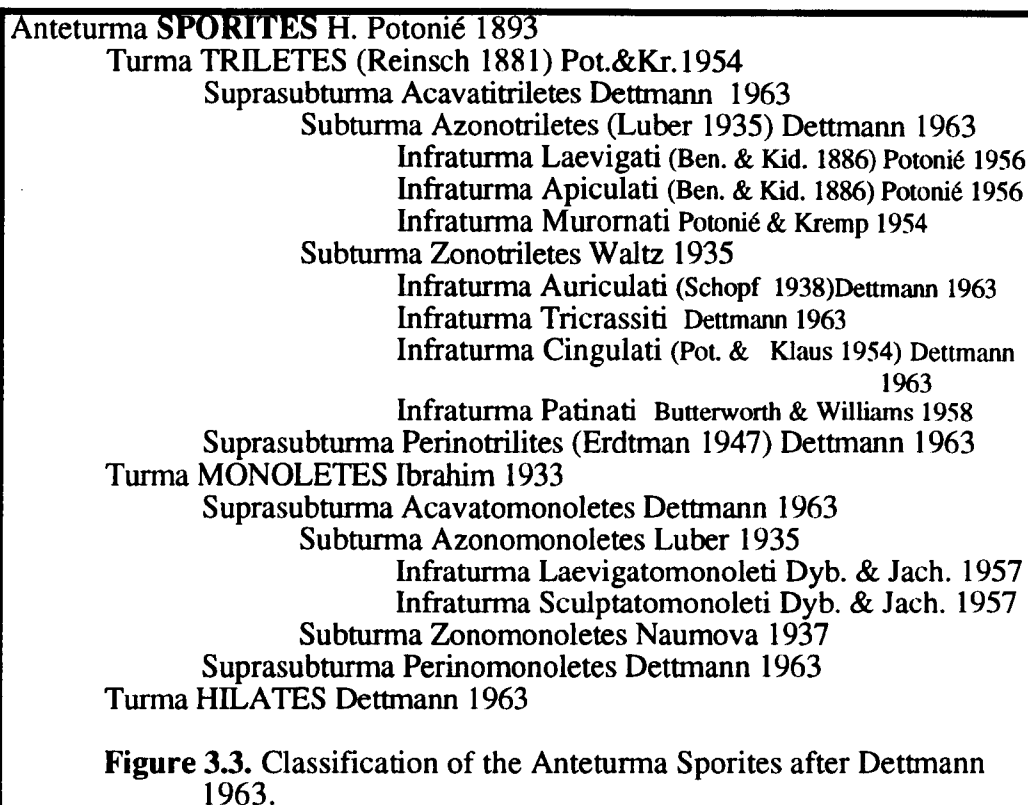 Anteturma SPORITES H. Potonié 1893
Turma TRILETES (Reinsch 1881) Pot.&Kr.1954
Suprasubturma Acavatitriletes Dettmann 1963
Subturma Azonotriletes (Luber 1935) Dettmann 1963
Infraturma Laevigati (Ben. & Kid. 1886) Potonié 1956
Infraturma Apiculati (Ben. & Kid. 1886) Potonié 1956
Infraturma Murornati Potonié & Kremp 1954
Subturma Zonotriletes Waltz 1935
Infraturma Auriculati (Schopf 1938)Dettmann 1963
Infraturma Tricrassiti Dettmann 1963
Infraturma Cingulati (Pot. & Klaus 1954) Dettmann
1963
Infraturma Patinati Butterworth & Williams 1958
Suprasubturma Perinotrilites (Erdtman 1947) Dettmann 1963
Turma MONOLETES Ibrahim 1933
Suprasubturma Acavatomonoletes Dettmann 1963
Subturma Azonomonoletes Luber 1935
Infraturma Laevigatomonoleti Dyb. & Jach. 1957
Infraturma Sculptatomonoleti Dyb. & Jach. 1957
Subturma Zonomonoletes Naumova 1937
Suprasubturma Perinomonoletes Dettmann 1963
Turma HILATES Dettmann 1963
Figure 3.3. Classification of the Anteturma Sporites after Dettmann
1963.